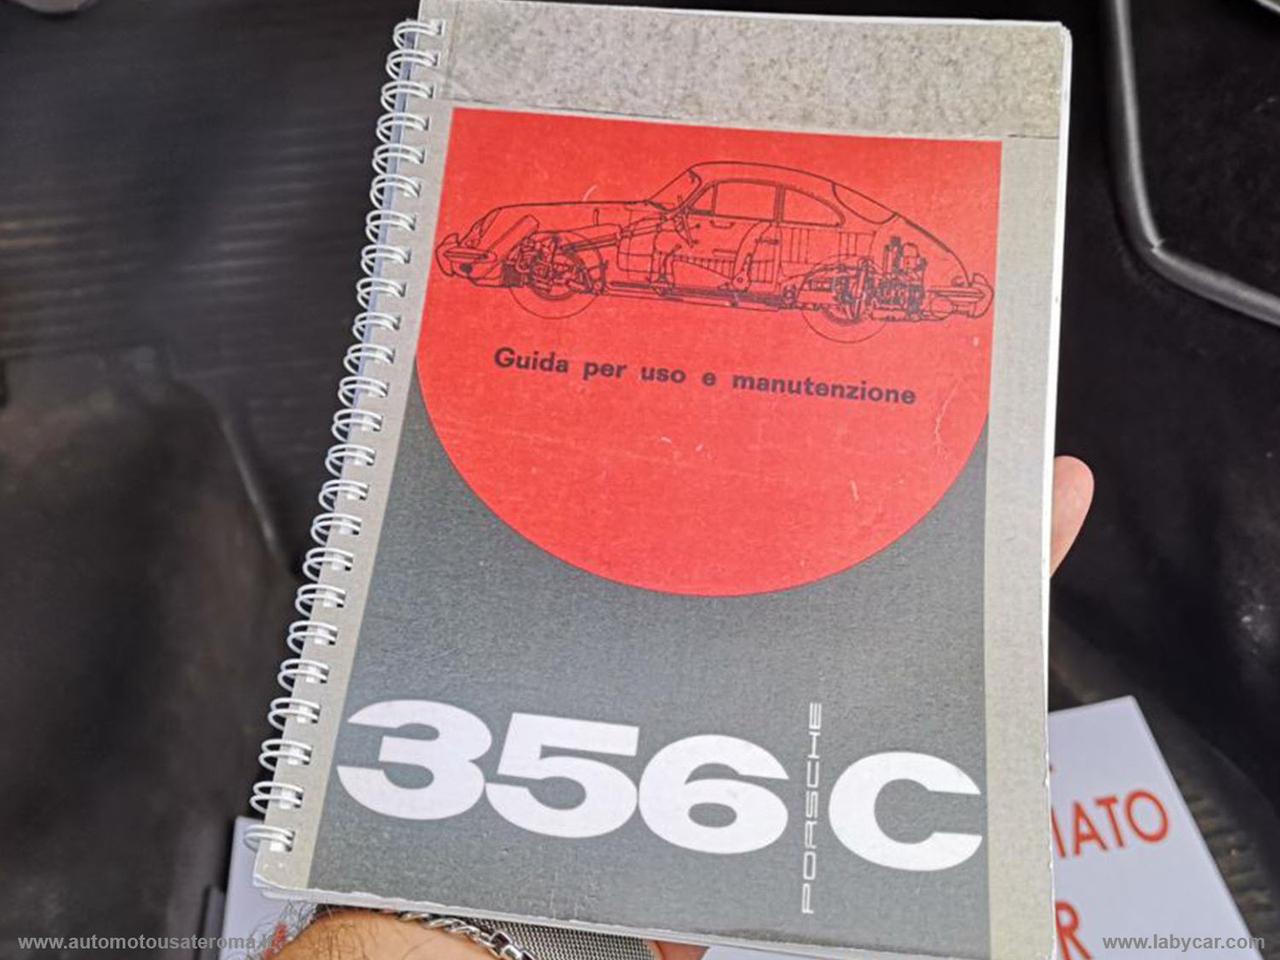 Guida per uso e manutenzione
356 C
PORSCHE
IATO
R
www.automotousateroma.it
www.labycar.com